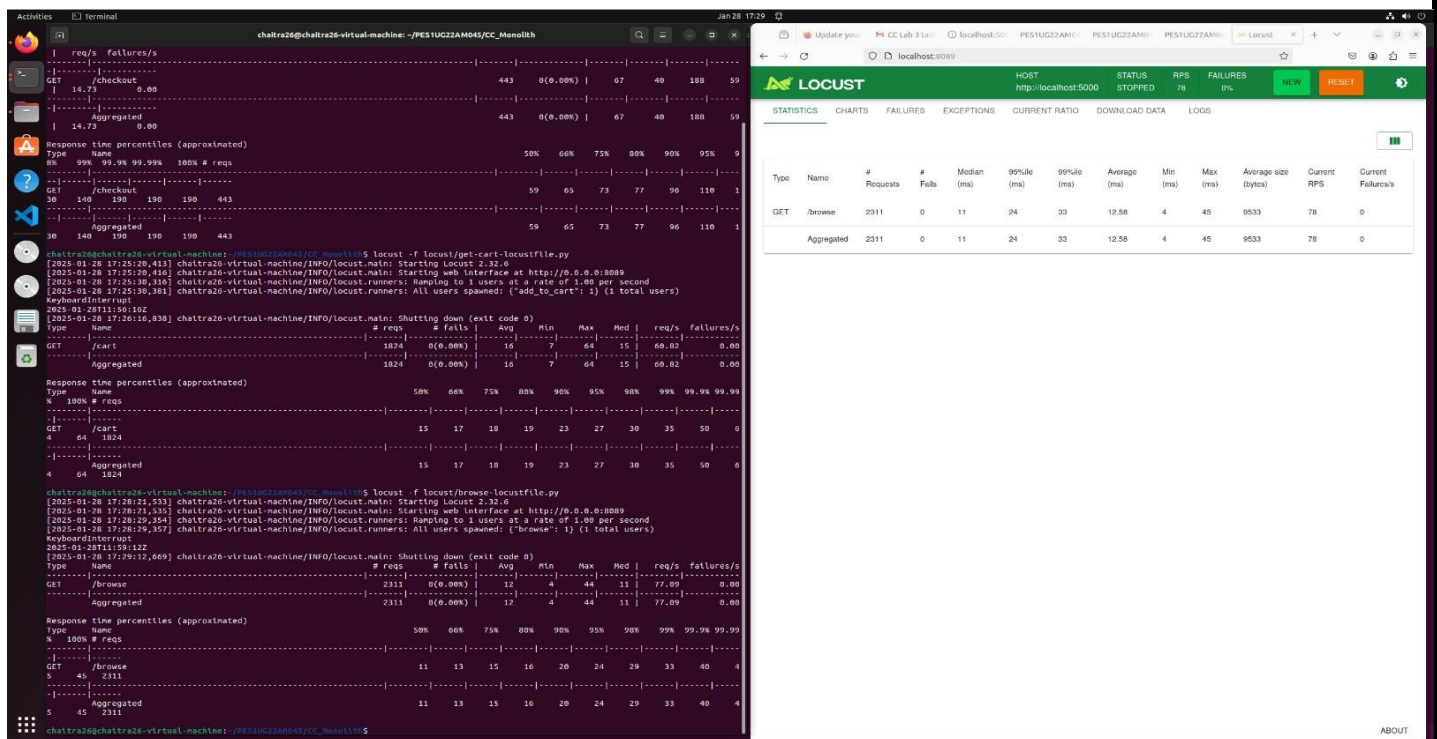 Activities Terminal Jan 28 17:29
chaitra26@chaitra26-virtual-machine: ~/PES1UG22AM045/CC_Monolith
| req/s failures/s
--------|----------------------------------------------------------------------------|-------|-------------|-------|-------|-------|-------
-|--------|-----------
GET /checkout 443 0(0.00%) | 67 40 188 59
| 14.73 0.00
--------|----------------------------------------------------------------------------|-------|-------------|-------|-------|-------|-------
-|--------|-----------
Aggregated 443 0(0.00%) | 67 40 188 59
| 14.73 0.00
Response time percentiles (approximated)
Type Name 50% 66% 75% 80% 90% 95% 9
8% 99% 99.9% 99.99% 100% # reqs
--------|----------------------------------------------------------------------------|--------|------|------|------|------|------|---
--|------|------|------|------|------
GET /checkout 59 65 73 77 96 110 1
30 140 190 190 190 443
--------|----------------------------------------------------------------------------|--------|------|------|------|------|------|---
--|------|------|------|------|------
Aggregated 59 65 73 77 96 110 1
30 140 190 190 190 443
chaitra26@chaitra26-virtual-machine:~/PES1UG22AM045/CC_Monolith$ locust -f locust/get-cart-locustfile.py
[2025-01-28 17:25:20,413] chaitra26-virtual-machine/INFO/locust.main: Starting Locust 2.32.6
[2025-01-28 17:25:20,416] chaitra26-virtual-machine/INFO/locust.main: Starting web interface at http://0.0.0.0:8089
[2025-01-28 17:25:30,316] chaitra26-virtual-machine/INFO/locust.runners: Ramping to 1 users at a rate of 1.00 per second
[2025-01-28 17:25:30,381] chaitra26-virtual-machine/INFO/locust.runners: All users spawned: {"add_to_cart": 1} (1 total users)
KeyboardInterrupt
2025-01-28T11:56:16Z
[2025-01-28 17:26:16,838] chaitra26-virtual-machine/INFO/locust.main: Shutting down (exit code 0)
Type Name # reqs # fails | Avg Min Max Med | req/s failures/s
--------|----------------------------------------------------------------------------|-------|-------------|-------|-------|-------|-------|--------|-----------
GET /cart 1824 0(0.00%) | 16 7 64 15 | 60.82 0.00
--------|----------------------------------------------------------------------------|-------|-------------|-------|-------|-------|-------|--------|-----------
Aggregated 1824 0(0.00%) | 16 7 64 15 | 60.82 0.00
Response time percentiles (approximated)
Type Name 50% 66% 75% 80% 90% 95% 98% 99% 99.9% 99.99
% 100% # reqs
--------|----------------------------------------------------------------------------|--------|------|------|------|------|------|------|------|------|-----
-|------|------
GET /cart 15 17 18 19 23 27 30 35 50 6
4 64 1824
--------|----------------------------------------------------------------------------|--------|------|------|------|------|------|------|------|------|-----
-|------|------
Aggregated 15 17 18 19 23 27 30 35 50 6
4 64 1824
chaitra26@chaitra26-virtual-machine:~/PES1UG22AM045/CC_Monolith$ locust -f locust/browse-locustfile.py
[2025-01-28 17:28:21,533] chaitra26-virtual-machine/INFO/locust.main: Starting Locust 2.32.6
[2025-01-28 17:28:21,535] chaitra26-virtual-machine/INFO/locust.main: Starting web interface at http://0.0.0.0:8089
[2025-01-28 17:28:29,354] chaitra26-virtual-machine/INFO/locust.runners: Ramping to 1 users at a rate of 1.00 per second
[2025-01-28 17:28:29,357] chaitra26-virtual-machine/INFO/locust.runners: All users spawned: {"browse": 1} (1 total users)
KeyboardInterrupt
2025-01-28T11:59:12Z
[2025-01-28 17:29:12,669] chaitra26-virtual-machine/INFO/locust.main: Shutting down (exit code 0)
Type Name # reqs # fails | Avg Min Max Med | req/s failures/s
--------|----------------------------------------------------------------------------|-------|-------------|-------|-------|-------|-------|--------|-----------
GET /browse 2311 0(0.00%) | 12 4 44 11 | 77.09 0.00
--------|----------------------------------------------------------------------------|-------|-------------|-------|-------|-------|-------|--------|-----------
Aggregated 2311 0(0.00%) | 12 4 44 11 | 77.09 0.00
Response time percentiles (approximated)
Type Name 50% 66% 75% 80% 90% 95% 98% 99% 99.9% 99.99
% 100% # reqs
--------|----------------------------------------------------------------------------|--------|------|------|------|------|------|------|------|------|-----
-|------|------
GET /browse 11 13 15 16 20 24 29 33 40 4
5 45 2311
--------|----------------------------------------------------------------------------|--------|------|------|------|------|------|------|------|------|-----
-|------|------
Aggregated 11 13 15 16 20 24 29 33 40 4
5 45 2311
chaitra26@chaitra26-virtual-machine:~/PES1UG22AM045/CC_Monolith$
Update your CC Lab 3 localhost:50 PES1UG22AM0 PES1UG22AM0 PES1UG22AM0 Locust
localhost:8089
LOCUST
HOST STATUS RPS FAILURES
http://localhost:5000 STOPPED 78 0% NEW RESET
STATISTICS CHARTS FAILURES EXCEPTIONS CURRENT RATIO DOWNLOAD DATA LOGS
Type Name # Requests # Fails Median (ms) 95%ile (ms) 99%ile (ms) Average (ms) Min (ms) Max (ms) Average size (bytes) Current RPS Current Failures/s
GET /browse 2311 0 11 24 33 12.58 4 45 9533 78 0
Aggregated 2311 0 11 24 33 12.58 4 45 9533 78 0
ABOUT